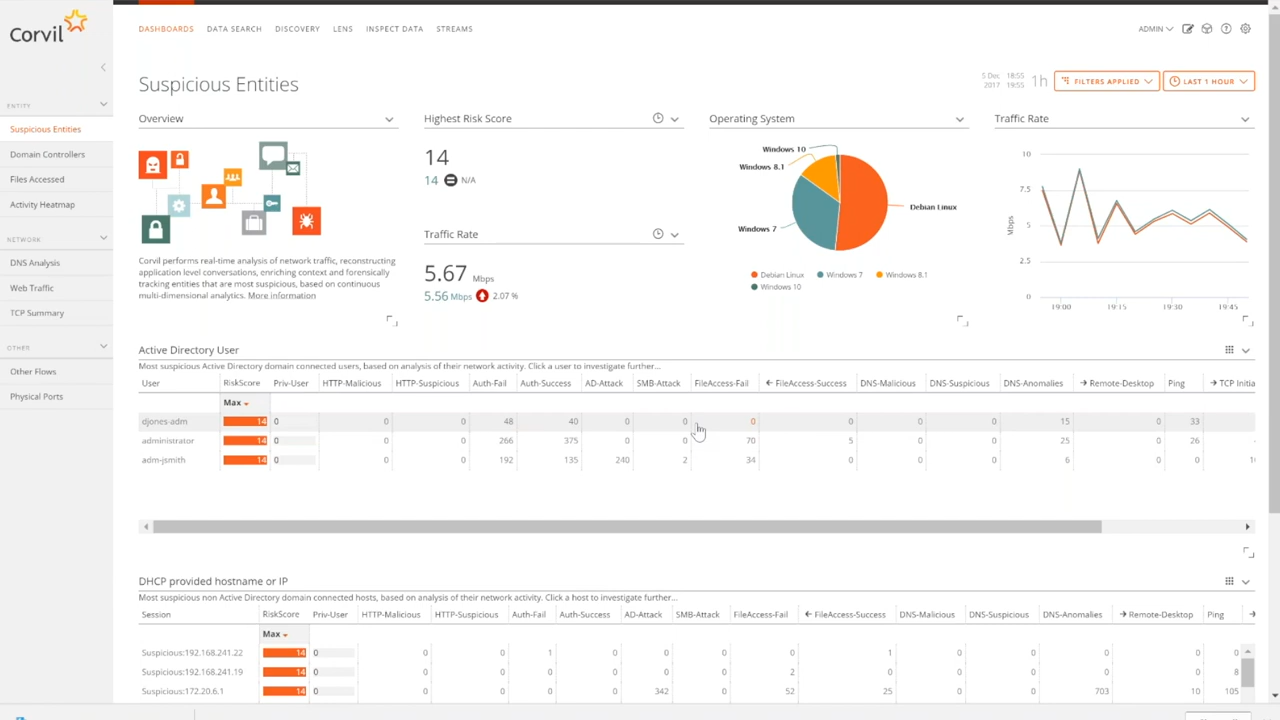 Corvil
DASHBOARDS DATA SEARCH DISCOVERY LENS INSPECT DATA STREAMS
ADMIN
ENTITY
Suspicious Entities
Domain Controllers
Files Accessed
Activity Heatmap
NETWORK
DNS Analysis
Web Traffic
TCP Summary
OTHER
Other Flows
Physical Ports
Suspicious Entities
5 Dec 18:55
2017 19:55
1h
FILTERS APPLIED
LAST 1 HOUR
Overview
Corvil performs real-time analysis of network traffic, reconstructing
application level conversations, enriching context and forensically
tracking entities that are most suspicious, based on continuous
multi-dimensional analytics. More information
Highest Risk Score
14
14 N/A
Traffic Rate
5.67 Mbps
5.56 Mbps 2.07 %
Operating System
Windows 10
Windows 8.1
Debian Linux
Windows 7
Debian Linux Windows 7 Windows 8.1
Windows 10
Traffic Rate
10
7.5
5
2.5
0
Mbps
19:00 19:15 19:30 19:45
Active Directory User
Most suspicious Active Directory domain connected users, based on analysis of their network activity. Click a user to investigate further...
User RiskScore Priv-User HTTP-Malicious HTTP-Suspicious Auth-Fail Auth-Success AD-Attack SMB-Attack FileAccess-Fail ← FileAccess-Success DNS-Malicious DNS-Suspicious DNS-Anomalies → Remote-Desktop Ping → TCP Initia
Max
djones-adm 14 0 0 0 48 40 0 0 0 0 0 0 15 0 33
administrator 14 0 0 0 266 375 0 0 70 5 0 0 25 0 26
adm-jsmith 14 0 0 0 192 135 240 2 34 0 0 0 6 0 0
DHCP provided hostname or IP
Most suspicious non Active Directory domain connected hosts, based on analysis of their network activity. Click a host to investigate further...
Session RiskScore Priv-User HTTP-Malicious HTTP-Suspicious Auth-Fail Auth-Success AD-Attack SMB-Attack FileAccess-Fail ← FileAccess-Success DNS-Malicious DNS-Suspicious DNS-Anomalies → Remote-Desktop Ping →
Max
Suspicious:192.168.241.22 14 0 0 0 1 0 0 0 0 1 0 0 0 0 0
Suspicious:192.168.241.19 14 0 0 0 0 0 0 0 2 0 0 0 0 0 8
Suspicious:172.20.6.1 14 0 0 0 0 0 342 0 52 25 0 0 703 10 105